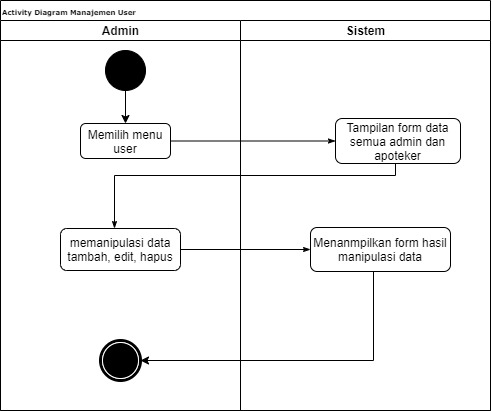 Activity Diagram Manajemen User
Admin
Sistem
Memilih menu
user
Tampilan form data
semua admin dan
apoteker
memanipulasi data
tambah, edit, hapus
Menanmpilkan form hasil
manipulasi data